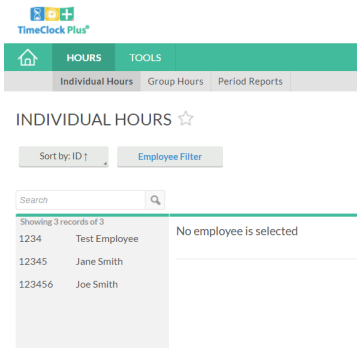 TimeClock Plus®
HOURS TOOLS
Individual Hours Group Hours Period Reports
INDIVIDUAL HOURS
Sort by: ID↑ Employee Filter
Search
Showing 3 records of 3
No employee is selected
1234 Test Employee
12345 Jane Smith
123456 Joe Smith